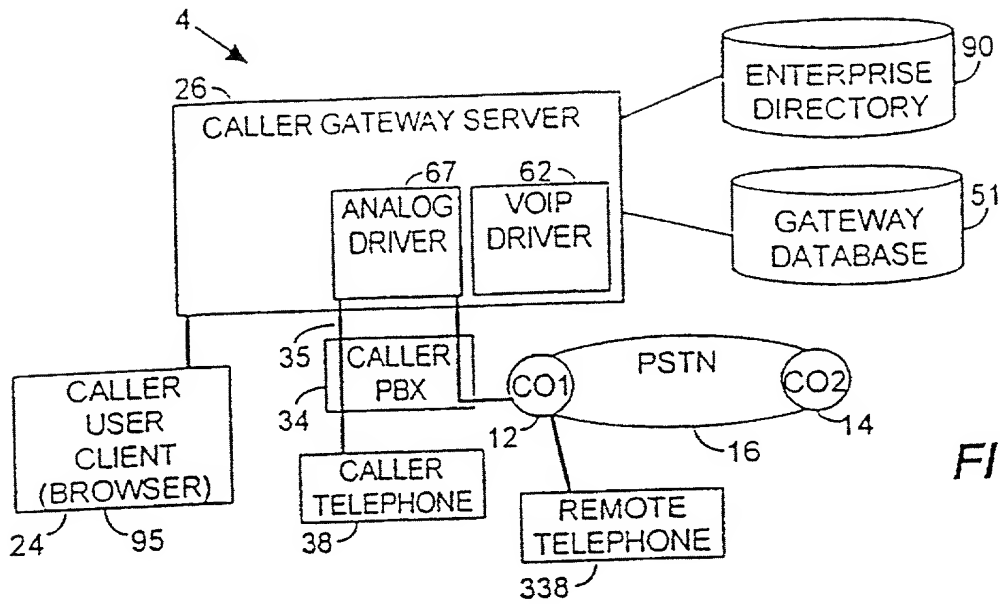 4
26
CALLER GATEWAY SERVER
67
ANALOG
DRIVER
62
VOIP
DRIVER
ENTERPRISE
DIRECTORY
90
GATEWAY
DATABASE
51
35
CALLER
PBX
34
CO1
12
PSTN
16
CO2
14
CALLER
USER
CLIENT
(BROWSER)
24
95
CALLER
TELEPHONE
38
REMOTE
TELEPHONE
338
FI